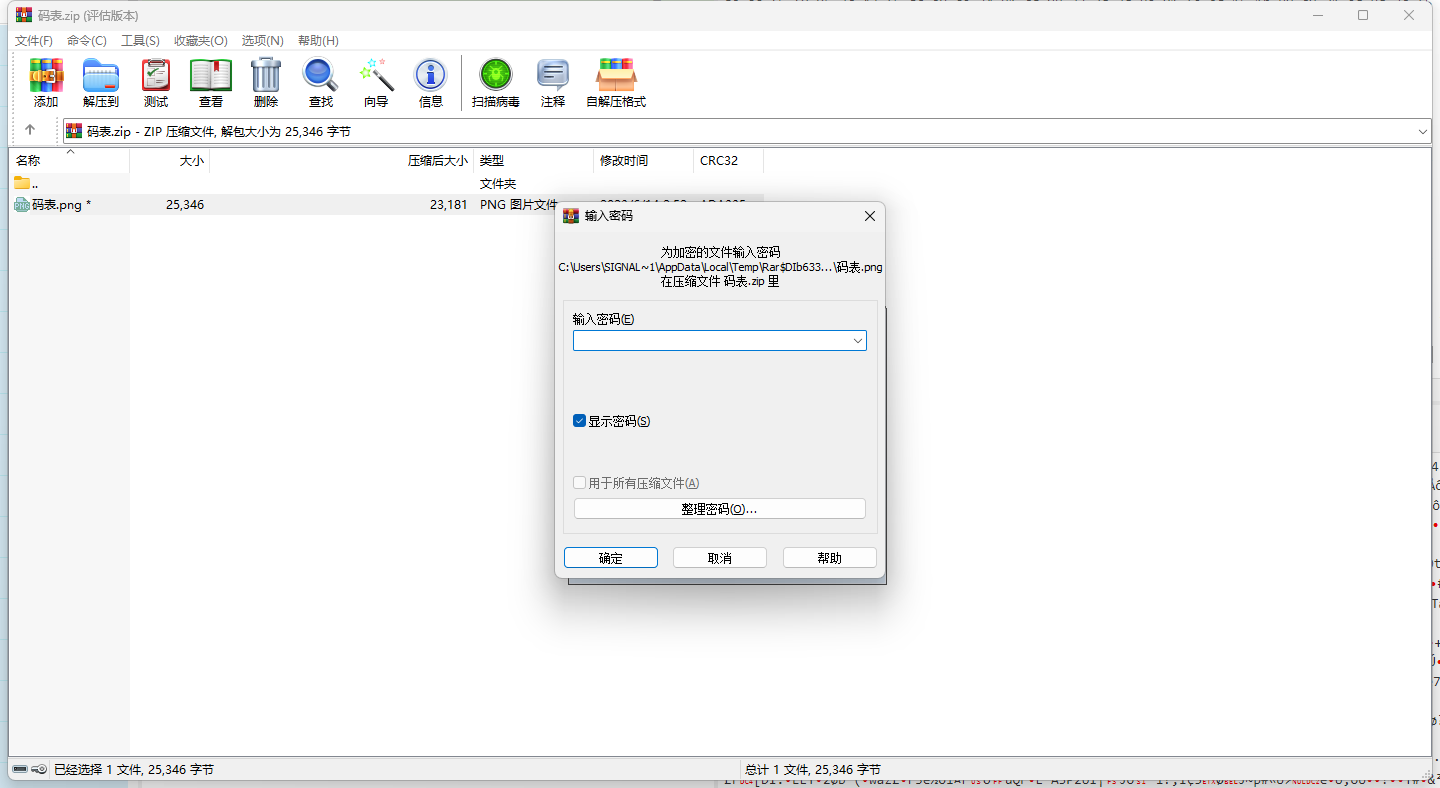 码表.zip (评估版本)
文件(F) 命令(C) 工具(S) 收藏夹(O) 选项(N) 帮助(H)
添加 解压到 测试 查看 删除 查找 向导 信息 扫描病毒 注释 自解压格式
码表.zip - ZIP 压缩文件, 解包大小为 25,346 字节
名称 大小 压缩后大小 类型 修改时间 CRC32
.. 文件夹
码表.png * 25,346 23,181 PNG 图片文件
输入密码
为加密的文件输入密码
C:\Users\SIGNAL~1\AppData\Local\Temp\Rar$DIb633...\码表.png
在压缩文件 码表.zip 里
输入密码(E)
显示密码(S)
用于所有压缩文件(A)
整理密码(O)...
确定 取消 帮助
已经选择 1 文件, 25,346 字节 总计 1 文件, 25,346 字节